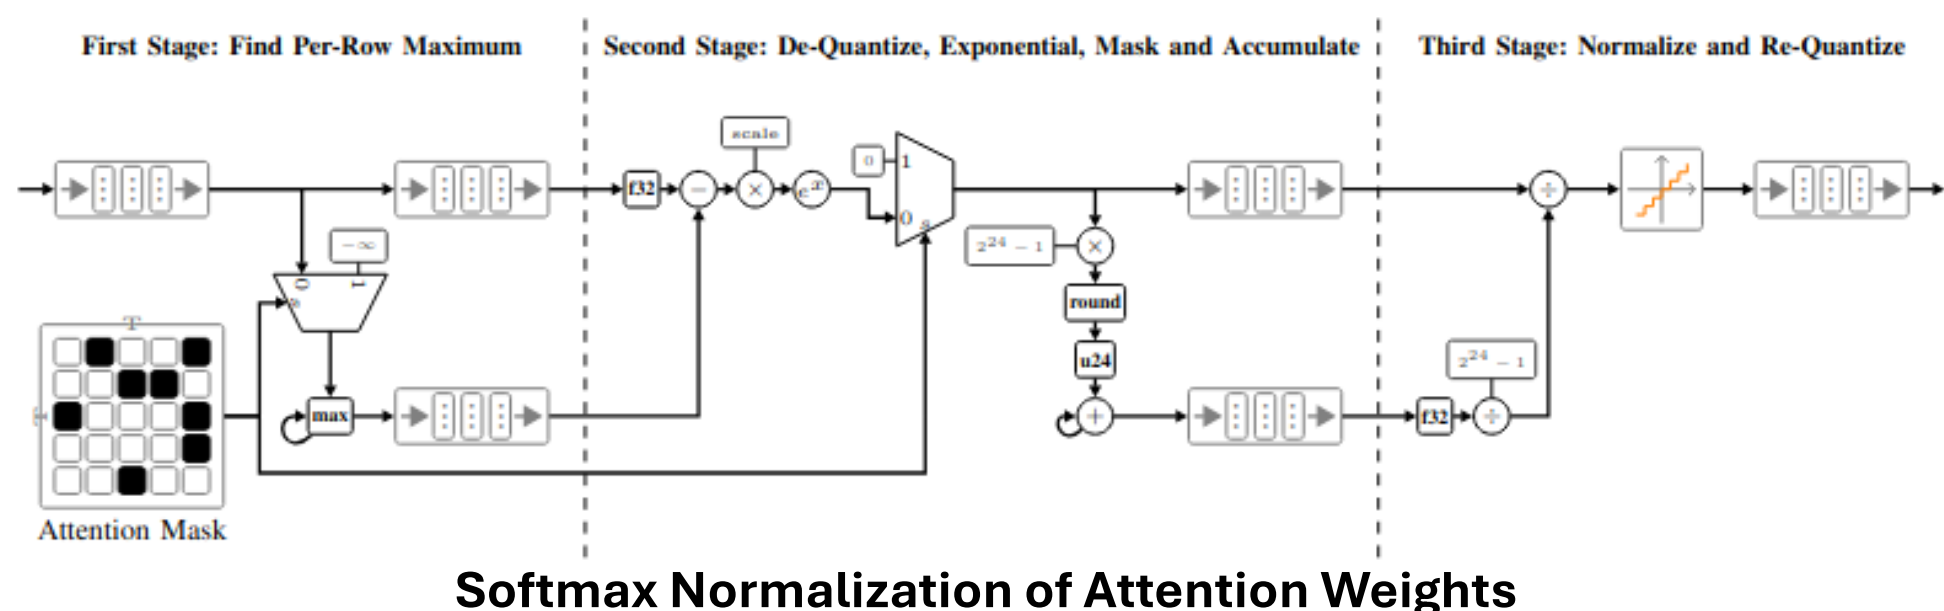 First Stage: Find Per-Row Maximum
Second Stage: De-Quantize, Exponential, Mask and Accumulate
Third Stage: Normalize and Re-Quantize
scale
0
1
f32
−
×
eˣ
0
s
÷
−∞
0
1
s
2²⁴ − 1
×
round
T
u24
2²⁴ − 1
max
+
f32
÷
Attention Mask
Softmax Normalization of Attention Weights